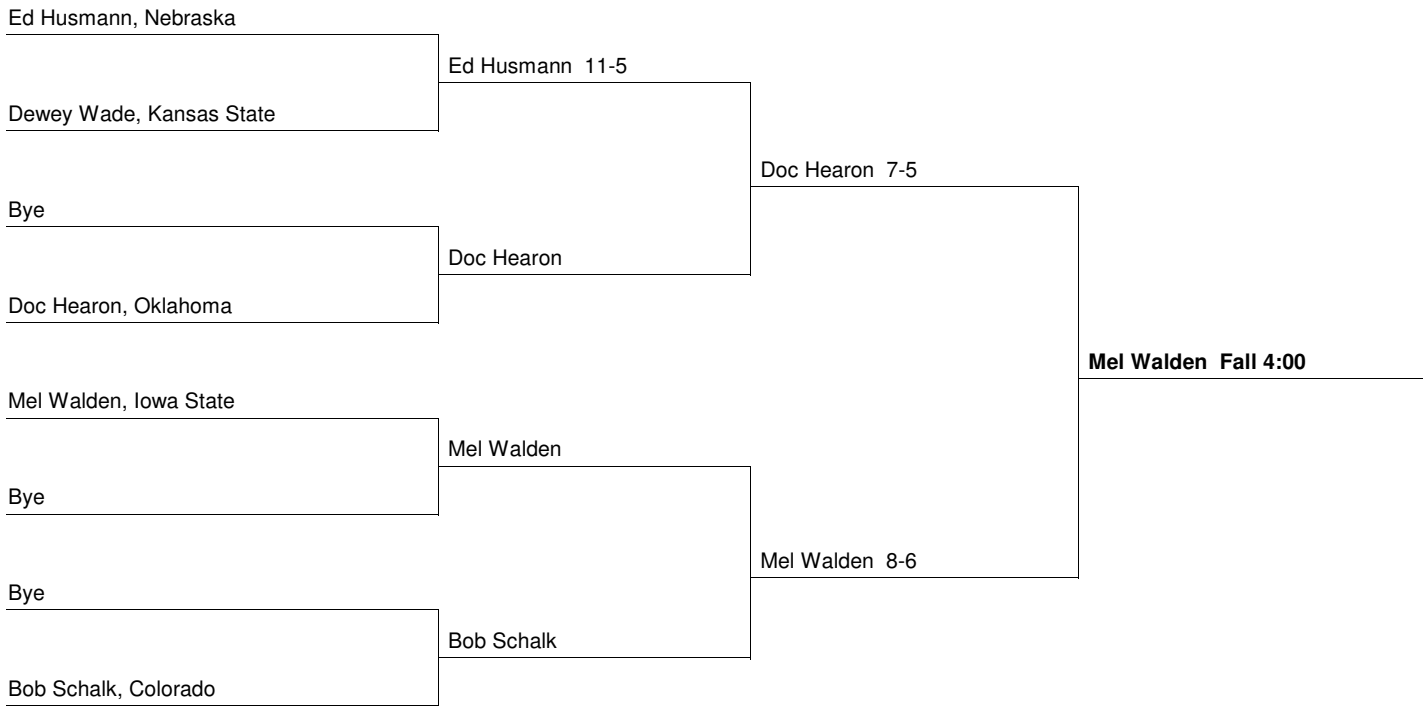 Ed Husmann, Nebraska
Ed Husmann  11-5
Dewey Wade, Kansas State
Doc Hearon  7-5
Bye
Doc Hearon
Doc Hearon, Oklahoma
Mel Walden  Fall 4:00
Mel Walden, Iowa State
Mel Walden
Bye
Mel Walden  8-6
Bye
Bob Schalk
Bob Schalk, Colorado